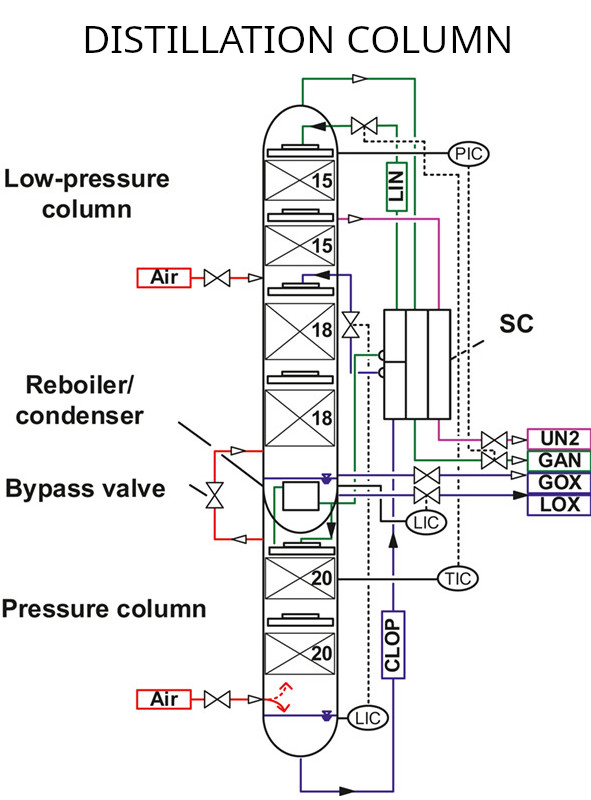 DISTILLATION COLUMN
PIC
15
LIN
Low-pressure
column
15
Air
18
SC
Reboiler/
condenser
18
UN2
GAN
GOX
LOX
Bypass valve
LIC
20
TIC
Pressure column
20
CLOP
Air
LIC